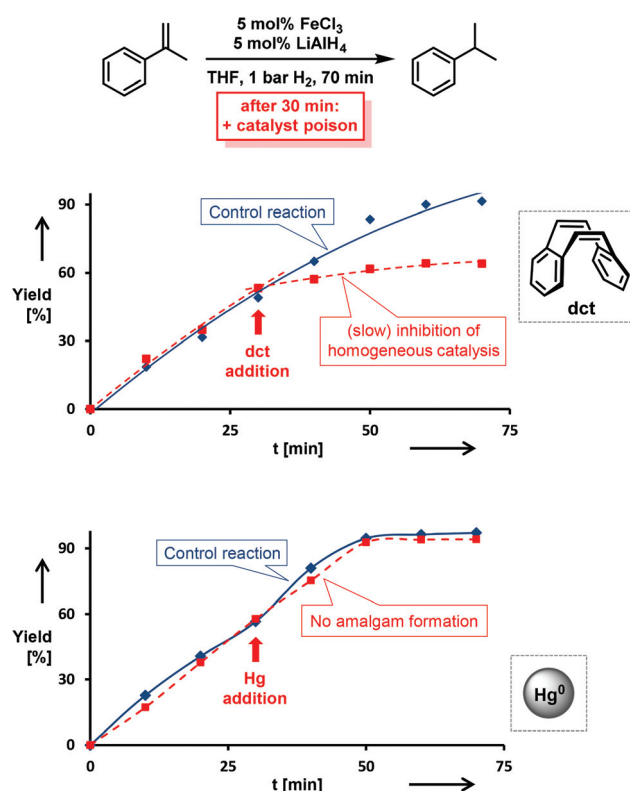 5 mol% FeCl3
5 mol% LiAlH4
THF, 1 bar H2, 70 min
after 30 min:
+ catalyst poison
90
60
30
0
Yield
[%]
Control reaction
dct
addition
(slow) inhibition of
homogeneous catalysis
0
25
50
75
t [min]
dct
90
60
30
0
Yield
[%]
Control reaction
No amalgam formation
Hg
addition
0
25
50
75
t [min]
Hg0